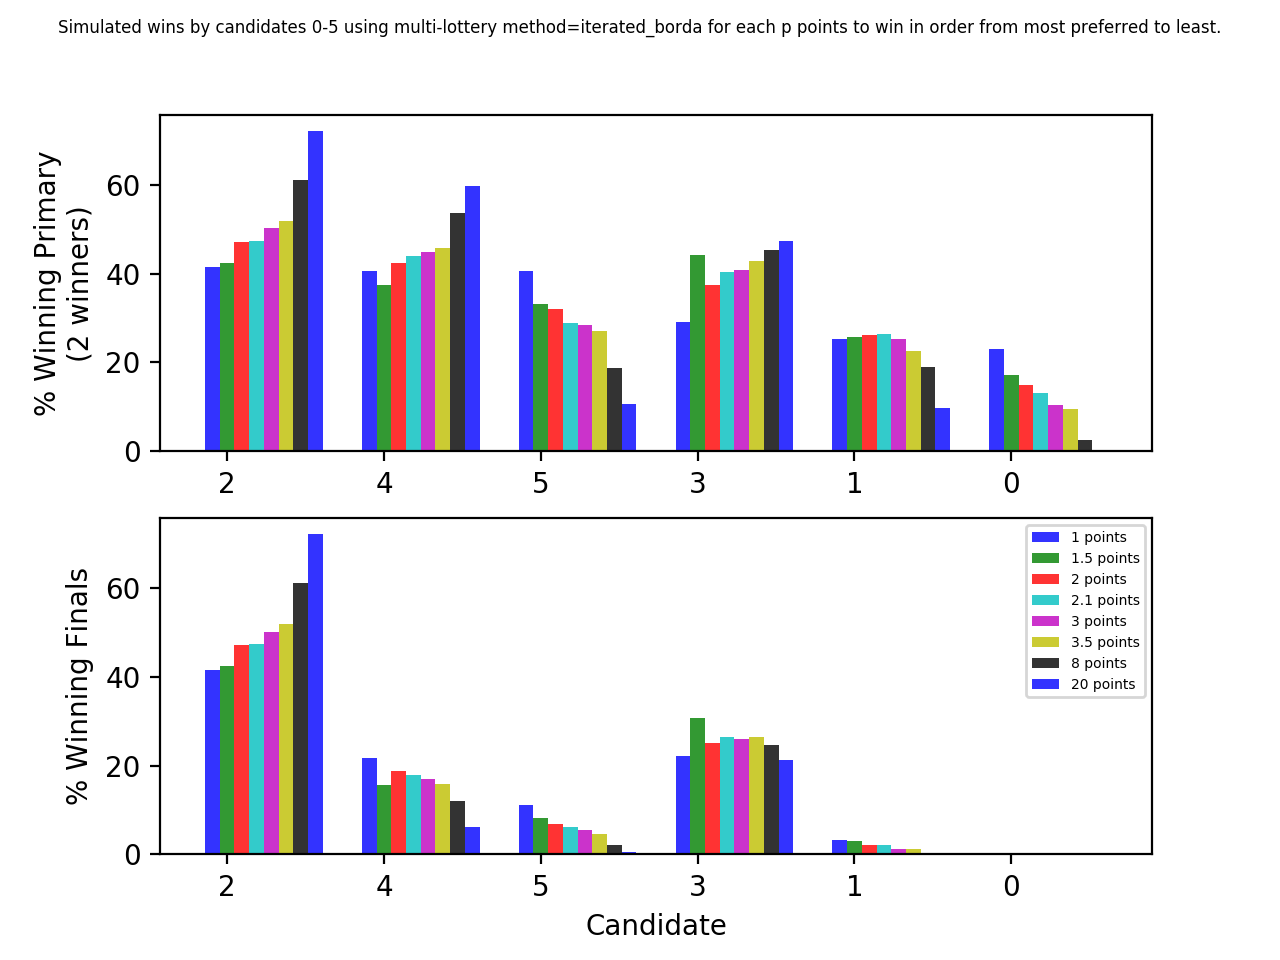 Simulated wins by candidates 0-5 using multi-lottery method=iterated_borda for each p points to win in order from most preferred to least.
% Winning Primary
(2 winners)
60
40
20
0
2 4 5 3 1 0
% Winning Finals
60
40
20
0
1 points
1.5 points
2 points
2.1 points
3 points
3.5 points
8 points
20 points
2 4 5 3 1 0
Candidate